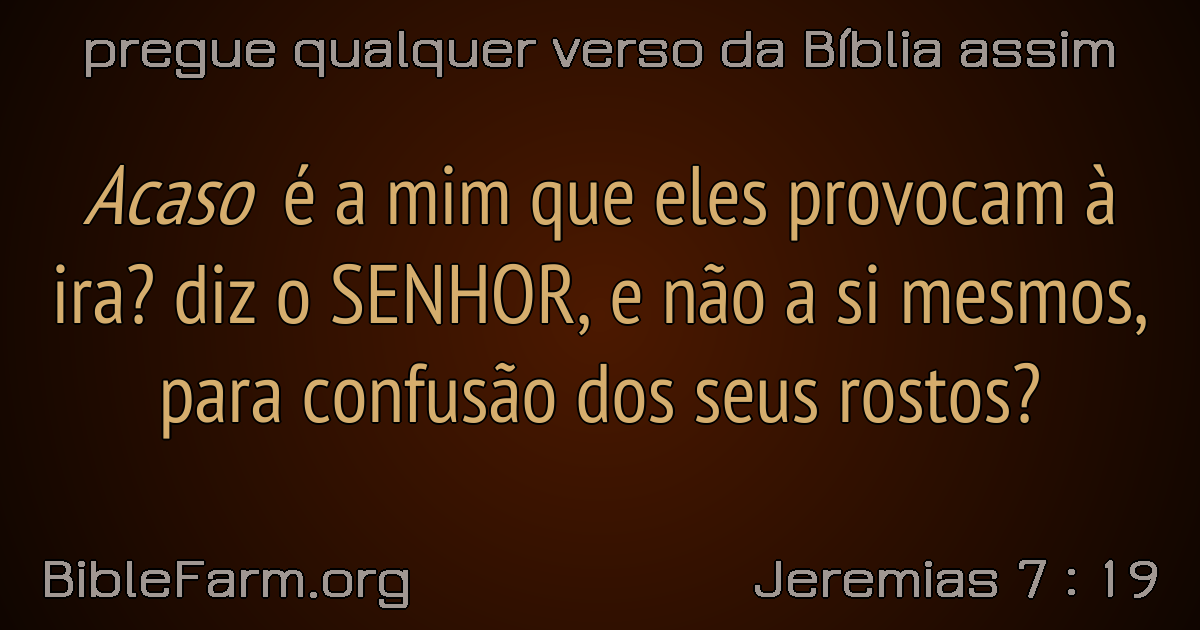 pregue qualquer verso da Bíblia assim
Acaso é a mim que eles provocam à
ira? diz o SENHOR, e não a si mesmos,
para confusão dos seus rostos?
BibleFarm.org
Jeremias 7 : 19